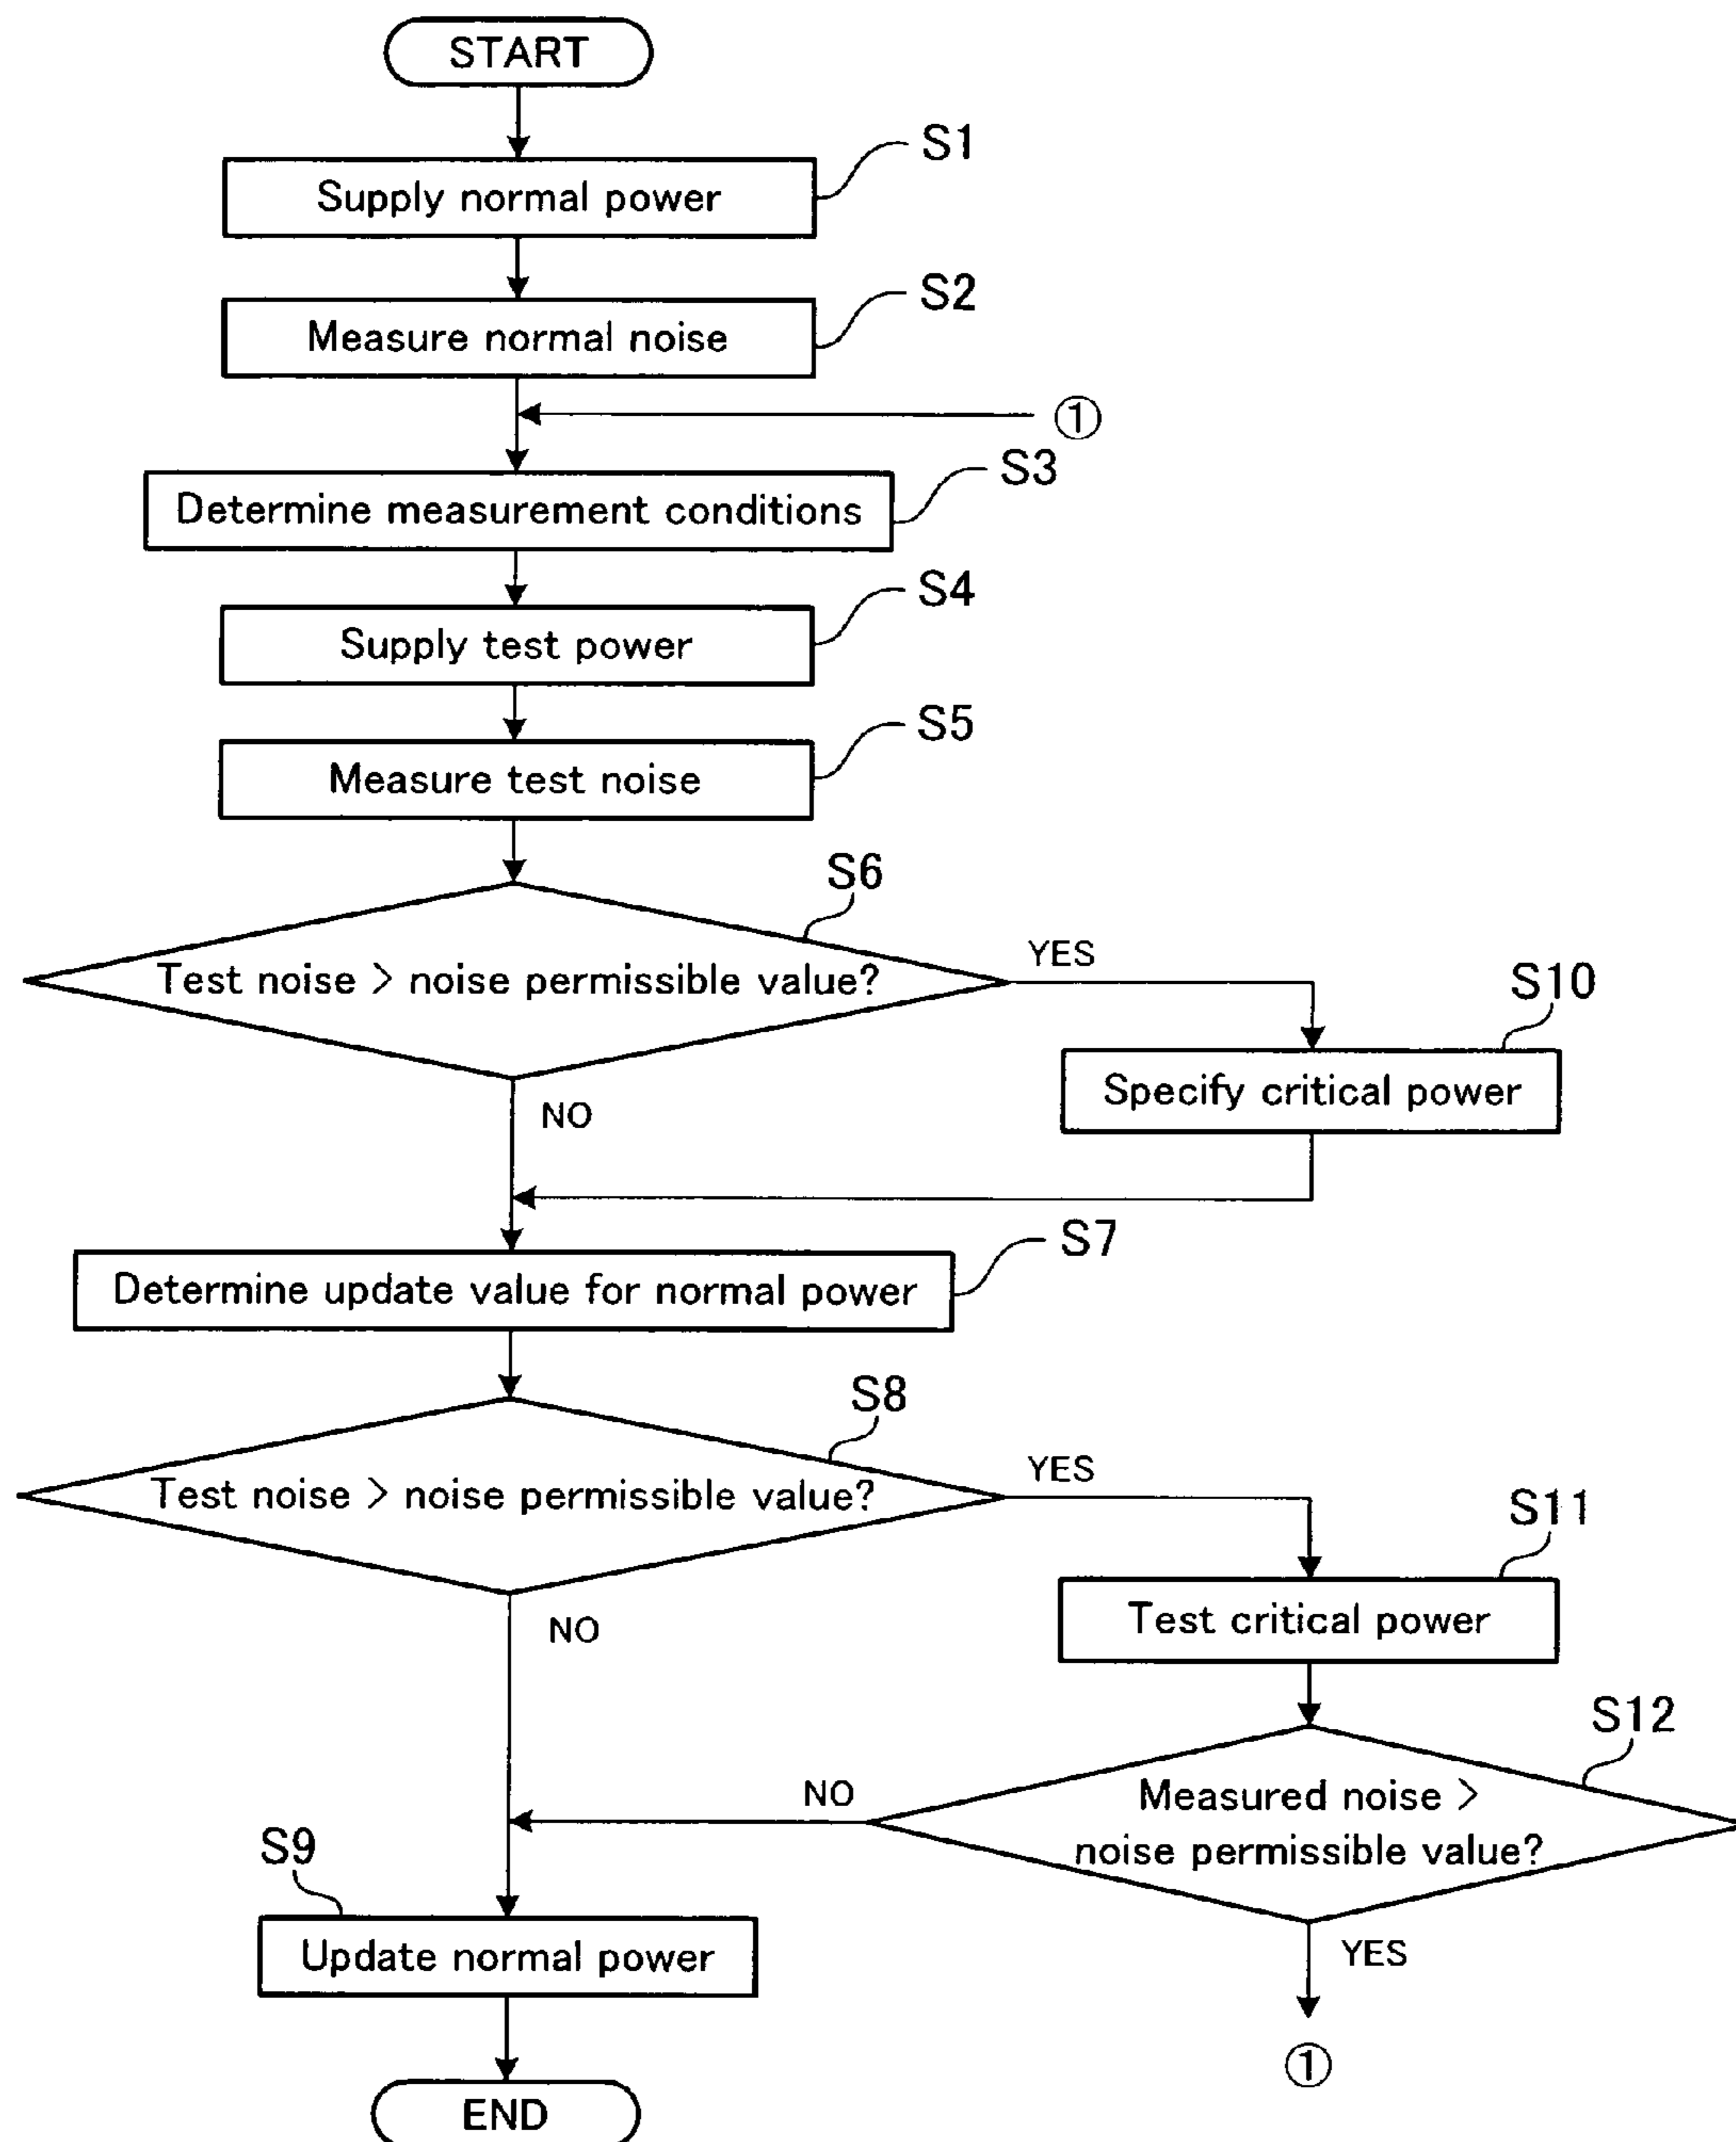 START
S1
Supply normal power
S2
Measure normal noise
①
S3
Determine measurement conditions
S4
Supply test power
S5
Measure test noise
S6
Test noise > noise permissible value?
YES
S10
Specify critical power
NO
S7
Determine update value for normal power
S8
Test noise > noise permissible value?
YES
S11
Test critical power
NO
S12
Measured noise >
noise permissible value?
NO
S9
Update normal power
YES
①
END